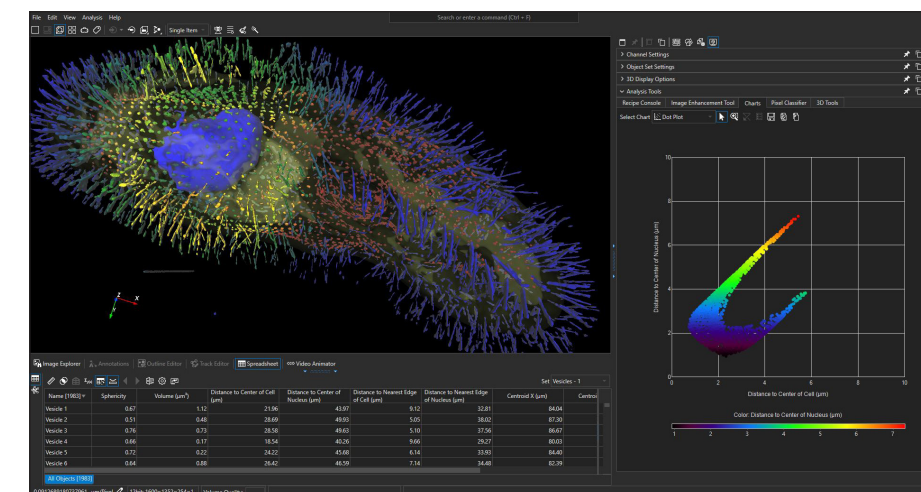 File Edit View Analysis Help
Search or enter a command (Ctrl + F)
Single Item
Channel Settings
Object Set Settings
3D Display Options
Analysis Tools
Recipe Console Image Enhancement Tool Charts Pixel Classifier 3D Tools
Select Chart Dot Plot
10
8
6
4
2
0
Distance to Center of Nucleus (μm)
0 2 4 6 8 10
Distance to Center of Cell (μm)
Color: Distance to Center of Nucleus (μm)
1 2 3 4 5 6 7
z x y
Image Explorer Annotations Outline Editor Track Editor Spreadsheet Video Animator
Set: Vesicles - 1
Name [1983] Sphericity Volume (μm³) Distance to Center of Cell (μm) Distance to Center of Nucleus (μm) Distance to Nearest Edge of Cell (μm) Distance to Nearest Edge of Nucleus (μm) Centroid X (μm) Centroi
Vesicle 1 0.67 1.12 21.96 43.97 9.12 32.81 84.04
Vesicle 2 0.51 0.48 28.69 49.93 5.05 38.02 87.30
Vesicle 3 0.76 0.73 28.58 49.63 5.10 37.56 86.67
Vesicle 4 0.66 0.17 18.54 40.26 9.66 29.27 80.03
Vesicle 5 0.72 0.22 24.22 45.68 6.14 33.93 84.40
Vesicle 6 0.64 0.88 26.42 46.59 7.14 34.48 82.39
All Objects [1983]